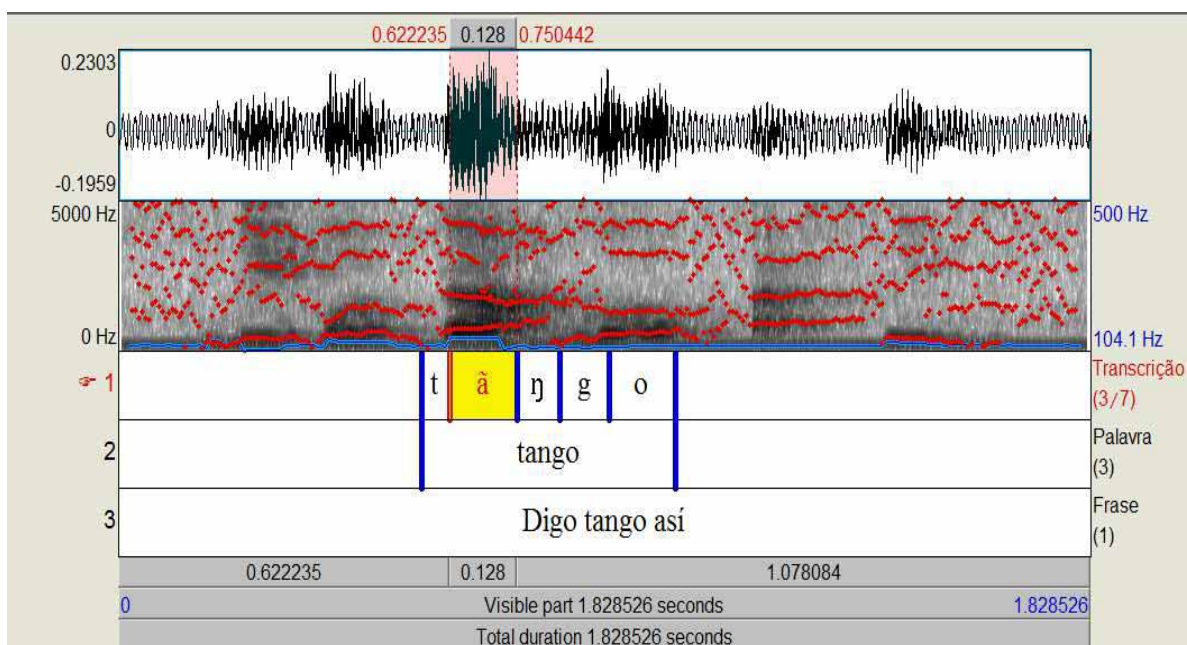 0.622235 0.128 0.750442
0.2303
0
-0.1959
5000 Hz 500 Hz
0 Hz 104.1 Hz
1 t ã ŋ g o Transcrição
(3/7)
2 tango Palavra
(3)
3 Digo tango así Frase
(1)
0.622235 0.128 1.078084
0 Visible part 1.828526 seconds 1.828526
Total duration 1.828526 seconds